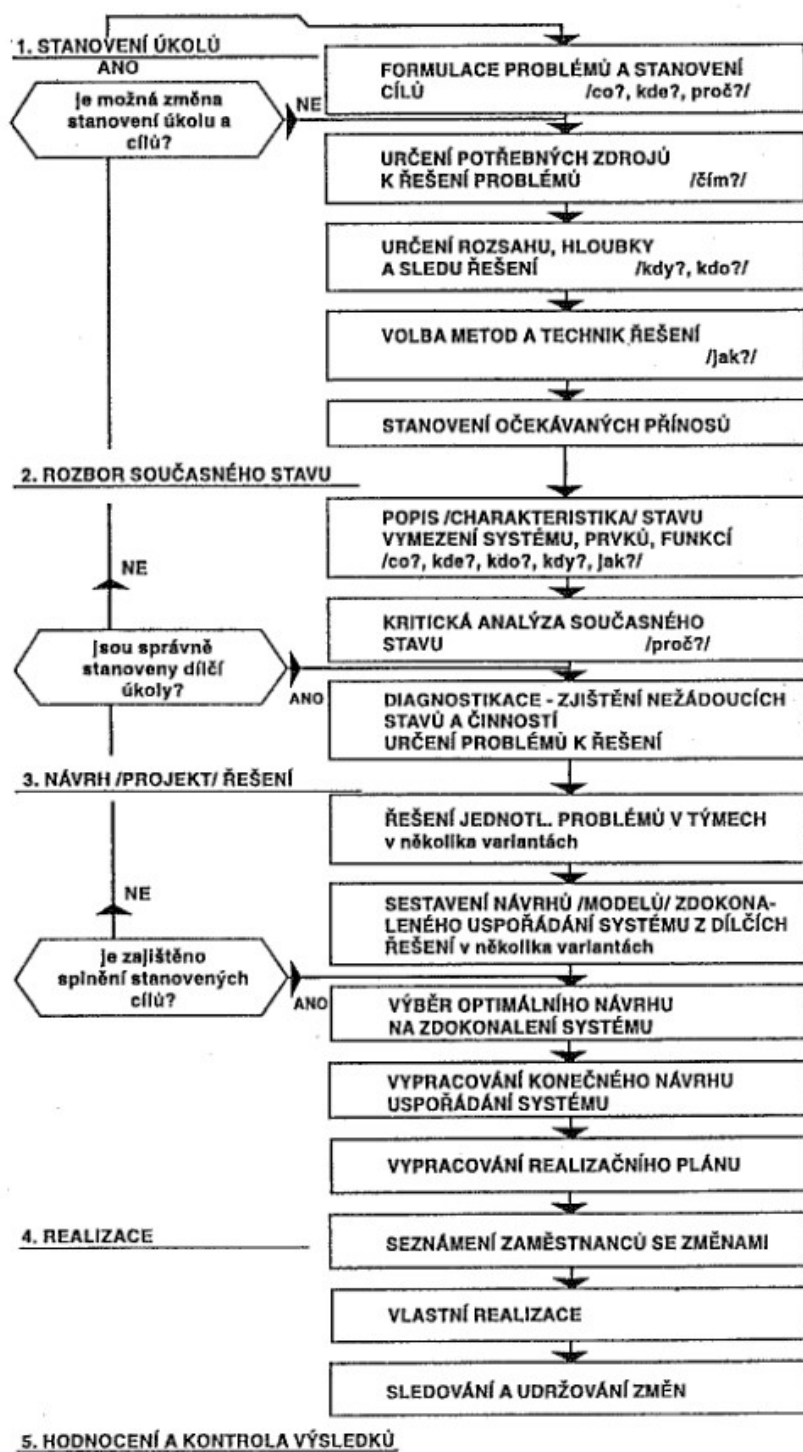 1. STANOVENÍ ÚKOLŮ
ANO
je možná změna
stanovení úkolu a
cílů?
NE
FORMULACE PROBLÉMŮ A STANOVENÍ
CÍLŮ /co?, kde?, proč?/
URČENÍ POTŘEBNÝCH ZDROJŮ
K ŘEŠENÍ PROBLÉMŮ /čím?/
URČENÍ ROZSAHU, HLOUBKY
A SLEDU ŘEŠENÍ /kdy?, kdo?/
VOLBA METOD A TECHNIK ŘEŠENÍ
/jak?/
STANOVENÍ OČEKÁVANÝCH PŘÍNOSŮ
2. ROZBOR SOUČASNÉHO STAVU
POPIS /CHARAKTERISTIKA/ STAVU
VYMEZENÍ SYSTÉMU, PRVKŮ, FUNKCÍ
/co?, kde?, kdo?, kdy?, jak?/
NE
KRITICKÁ ANALÝZA SOUČASNÉHO
STAVU /proč?/
jsou správně
stanoveny dílčí
úkoly?
ANO
DIAGNOSTIKACE - ZJIŠTĚNÍ NEŽÁDOUCÍCH
STAVŮ A ČINNOSTÍ
URČENÍ PROBLÉMŮ K ŘEŠENÍ
3. NÁVRH /PROJEKT/ ŘEŠENÍ
ŘEŠENÍ JEDNOTL. PROBLÉMŮ V TÝMECH
v několika variantách
NE
SESTAVENÍ NÁVRHŮ /MODELŮ/ ZDOKONA-
LENÉHO USPOŘÁDÁNÍ SYSTÉMU Z DÍLČÍCH
ŘEŠENÍ v několika variantách
je zajištěno
splnění stanovených
cílů?
ANO
VÝBĚR OPTIMÁLNÍHO NÁVRHU
NA ZDOKONALENÍ SYSTÉMU
VYPRACOVÁNÍ KONEČNÉHO NÁVRHU
USPOŘÁDÁNÍ SYSTÉMU
VYPRACOVÁNÍ REALIZAČNÍHO PLÁNU
4. REALIZACE
SEZNÁMENÍ ZAMĚSTNANCŮ SE ZMĚNAMI
VLASTNÍ REALIZACE
SLEDOVÁNÍ A UDRŽOVÁNÍ ZMĚN
5. HODNOCENÍ A KONTROLA VÝSLEDKŮ